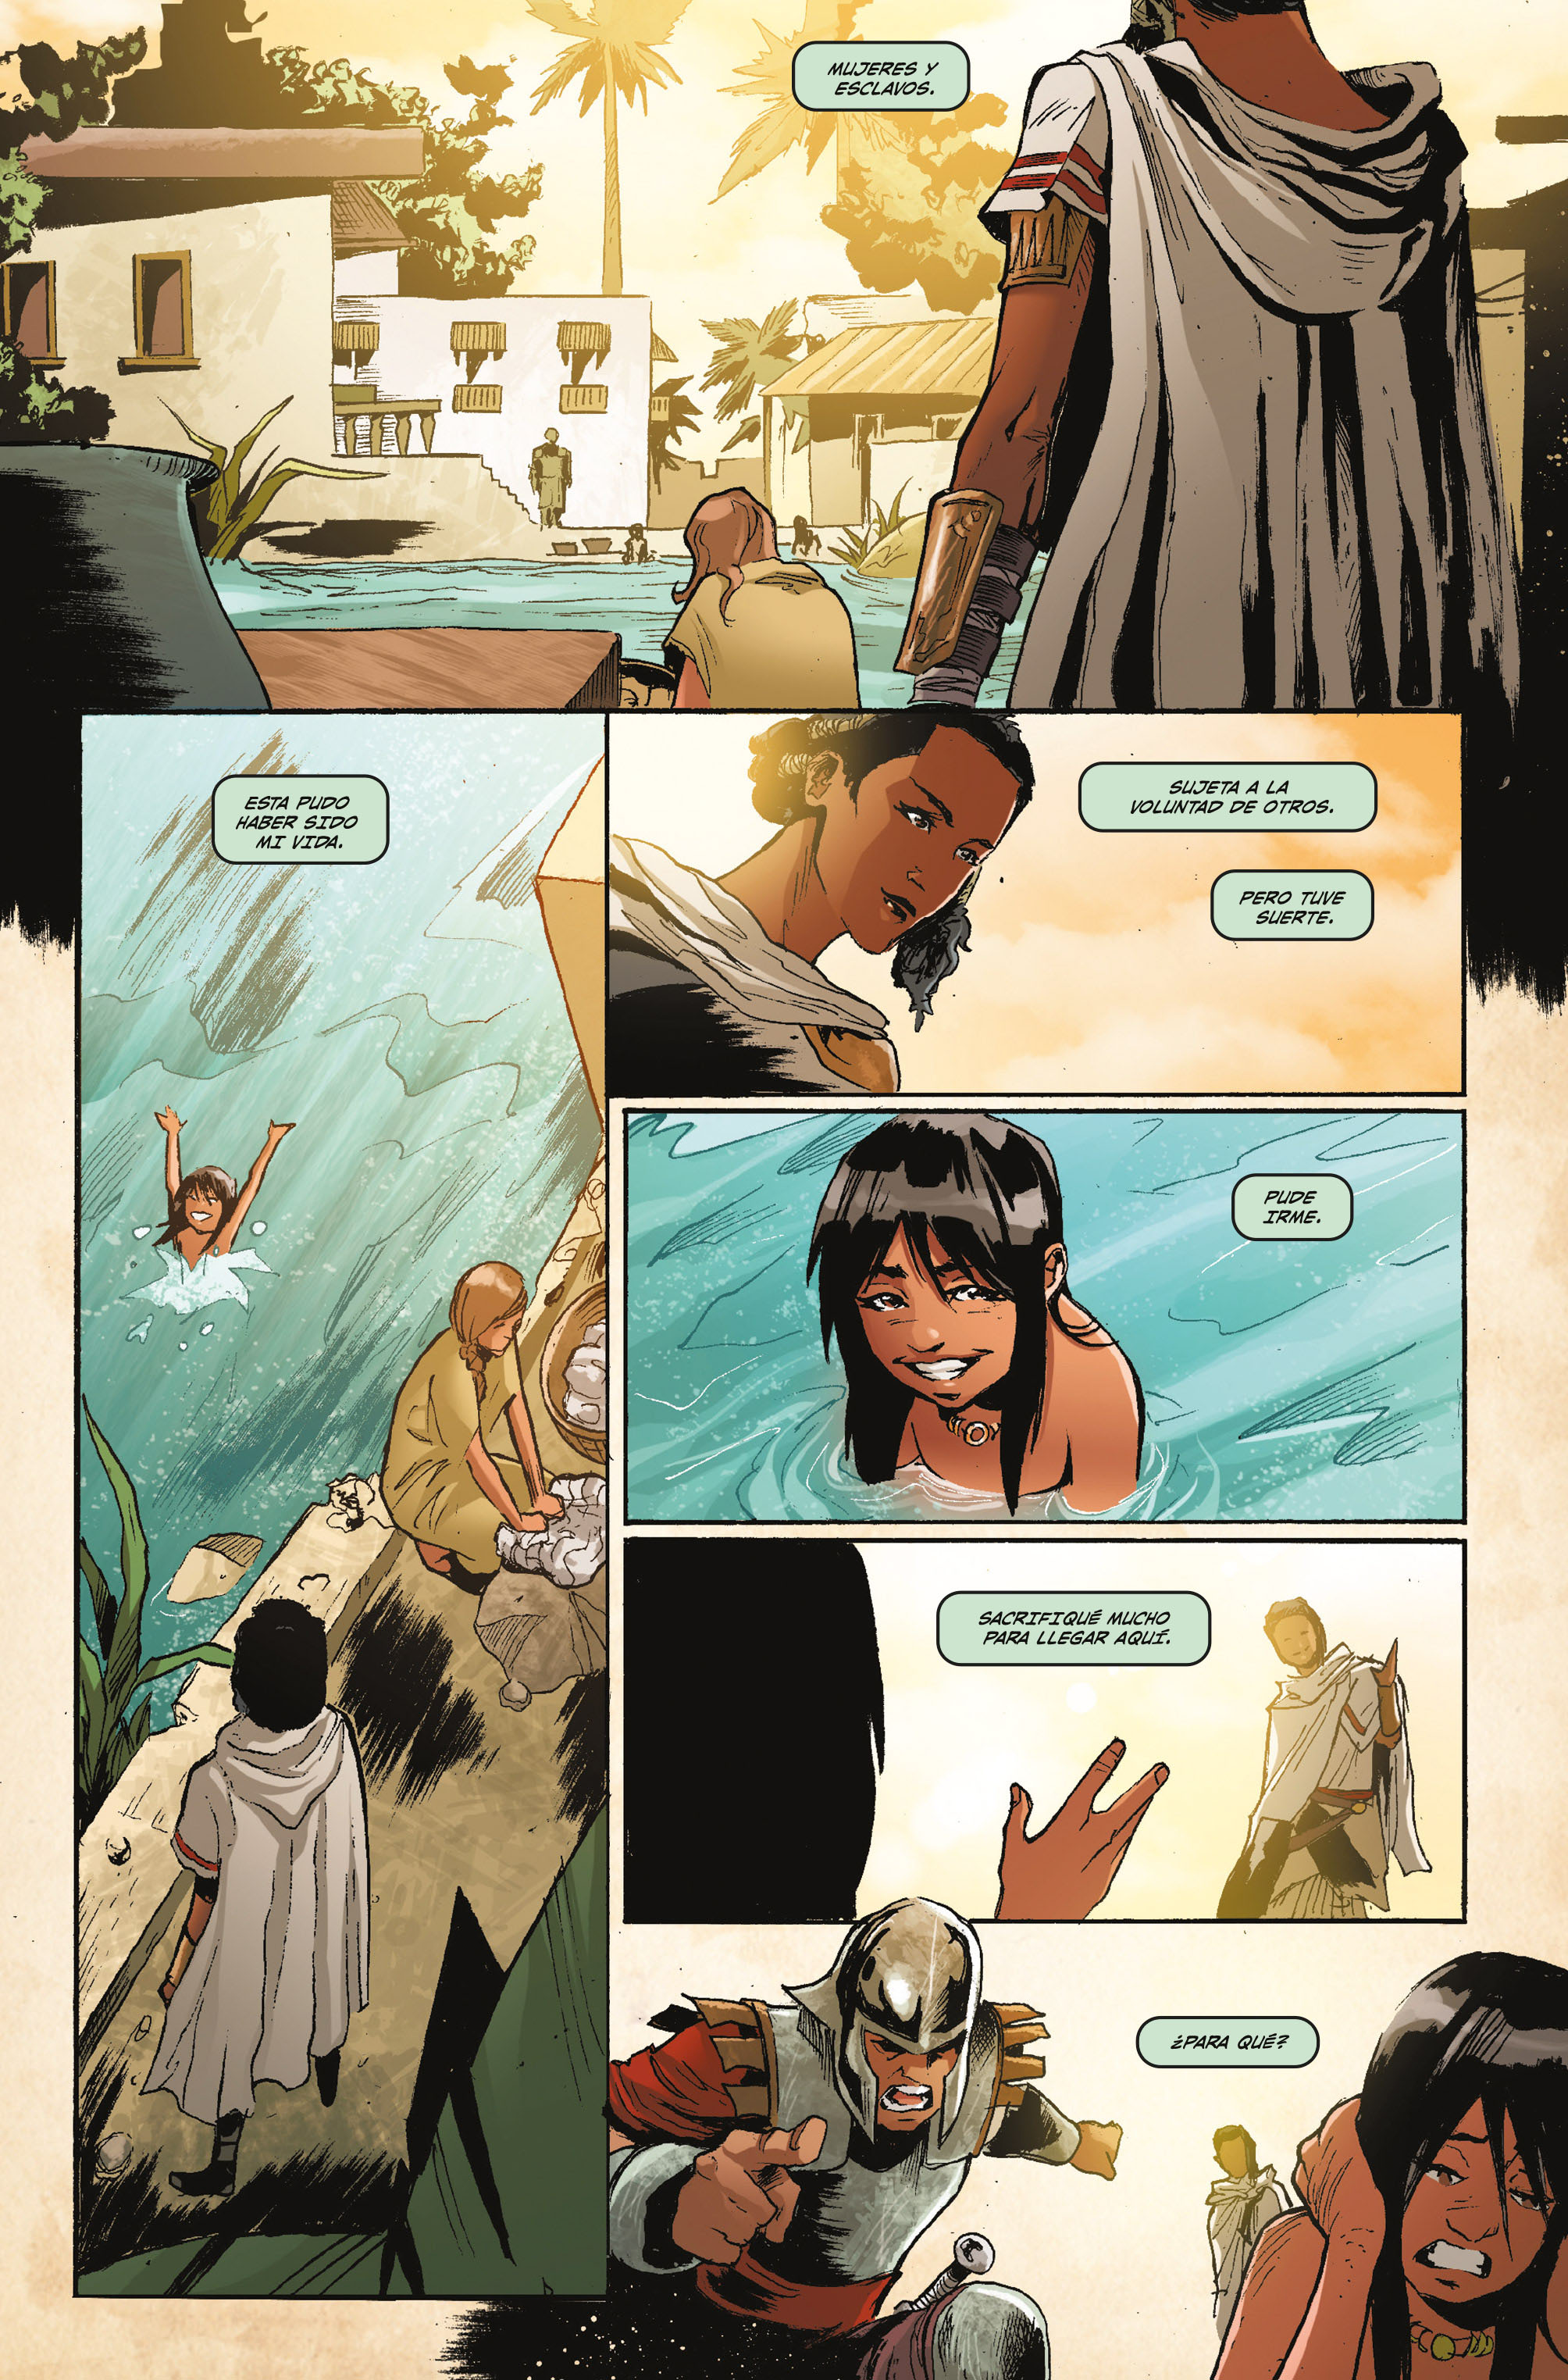 MUJERES Y
ESCLAVOS.
ESTA PUDO
HABER SIDO
MI VIDA.
SUJETA A LA
VOLUNTAD DE OTROS.
PERO TUVE
SUERTE.
PUDE
IRME.
SACRIFIQUÉ MUCHO
PARA LLEGAR AQUÍ.
¿PARA QUÉ?